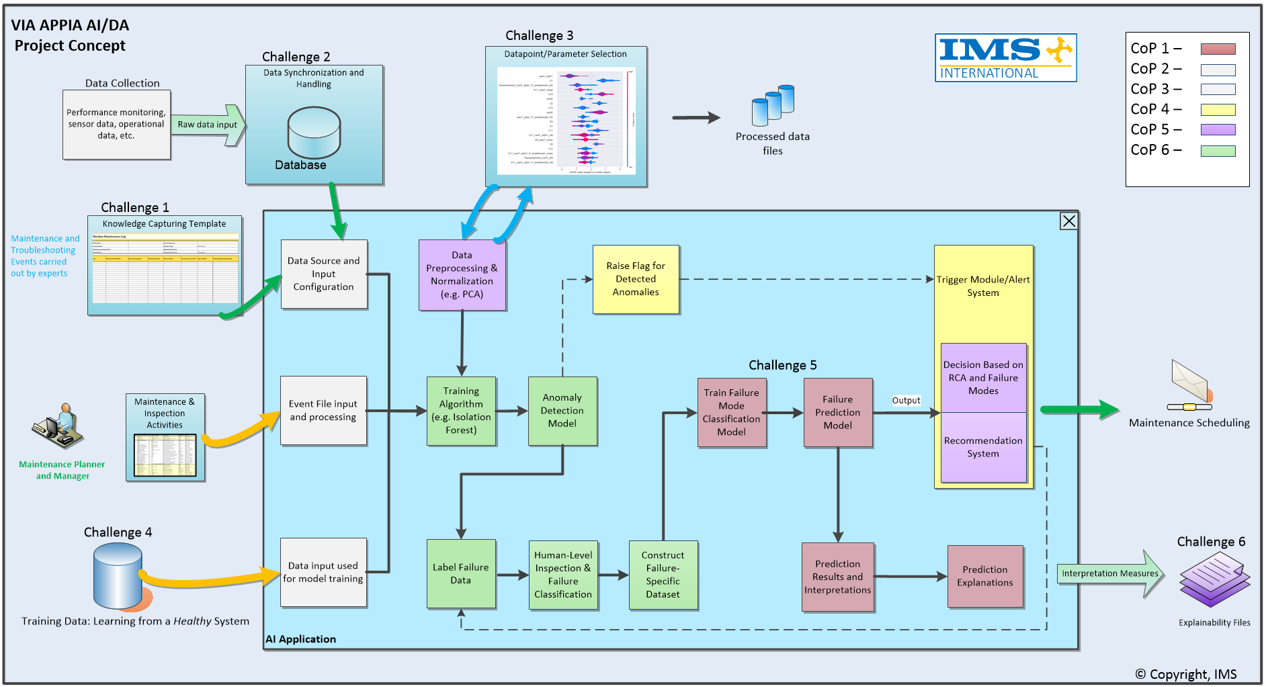 VIA APPIA AI/DA
Project Concept
Data Collection
Performance monitoring,
sensor data, operational
data, etc.
Raw data input
Challenge 2
Data Synchronization and
Handling
Database
Challenge 3
Datapoint/Parameter Selection
Processed data
files
IMS
INTERNATIONAL
CoP 1 –
CoP 2 –
CoP 3 –
CoP 4 –
CoP 5 –
CoP 6 –
Challenge 1
Knowledge Capturing Template
Maintenance and
Troubleshooting
Events carried
out by experts
Data Source and
Input
Configuration
Data
Preprocessing &
Normalization
(e.g. PCA)
Raise Flag for
Detected
Anomalies
Trigger Module/Alert
System
Challenge 5
Decision Based on
RCA and Failure
Modes
Recommendation
System
Maintenance &
Inspection
Activities
Maintenance Planner
and Manager
Event File input
and processing
Training
Algorithm
(e.g. Isolation
Forest)
Anomaly
Detection
Model
Train Failure
Mode
Classification
Model
Failure
Prediction
Model
Output
Maintenance Scheduling
Challenge 4
Training Data: Learning from a Healthy System
Data input used
for model training
Label Failure
Data
Human-Level
Inspection &
Failure
Classification
Construct
Failure-
Specific
Dataset
Prediction
Results and
Interpretations
Prediction
Explanations
Interpretation Measures
Challenge 6
Explainability Files
AI Application
© Copyright, IMS